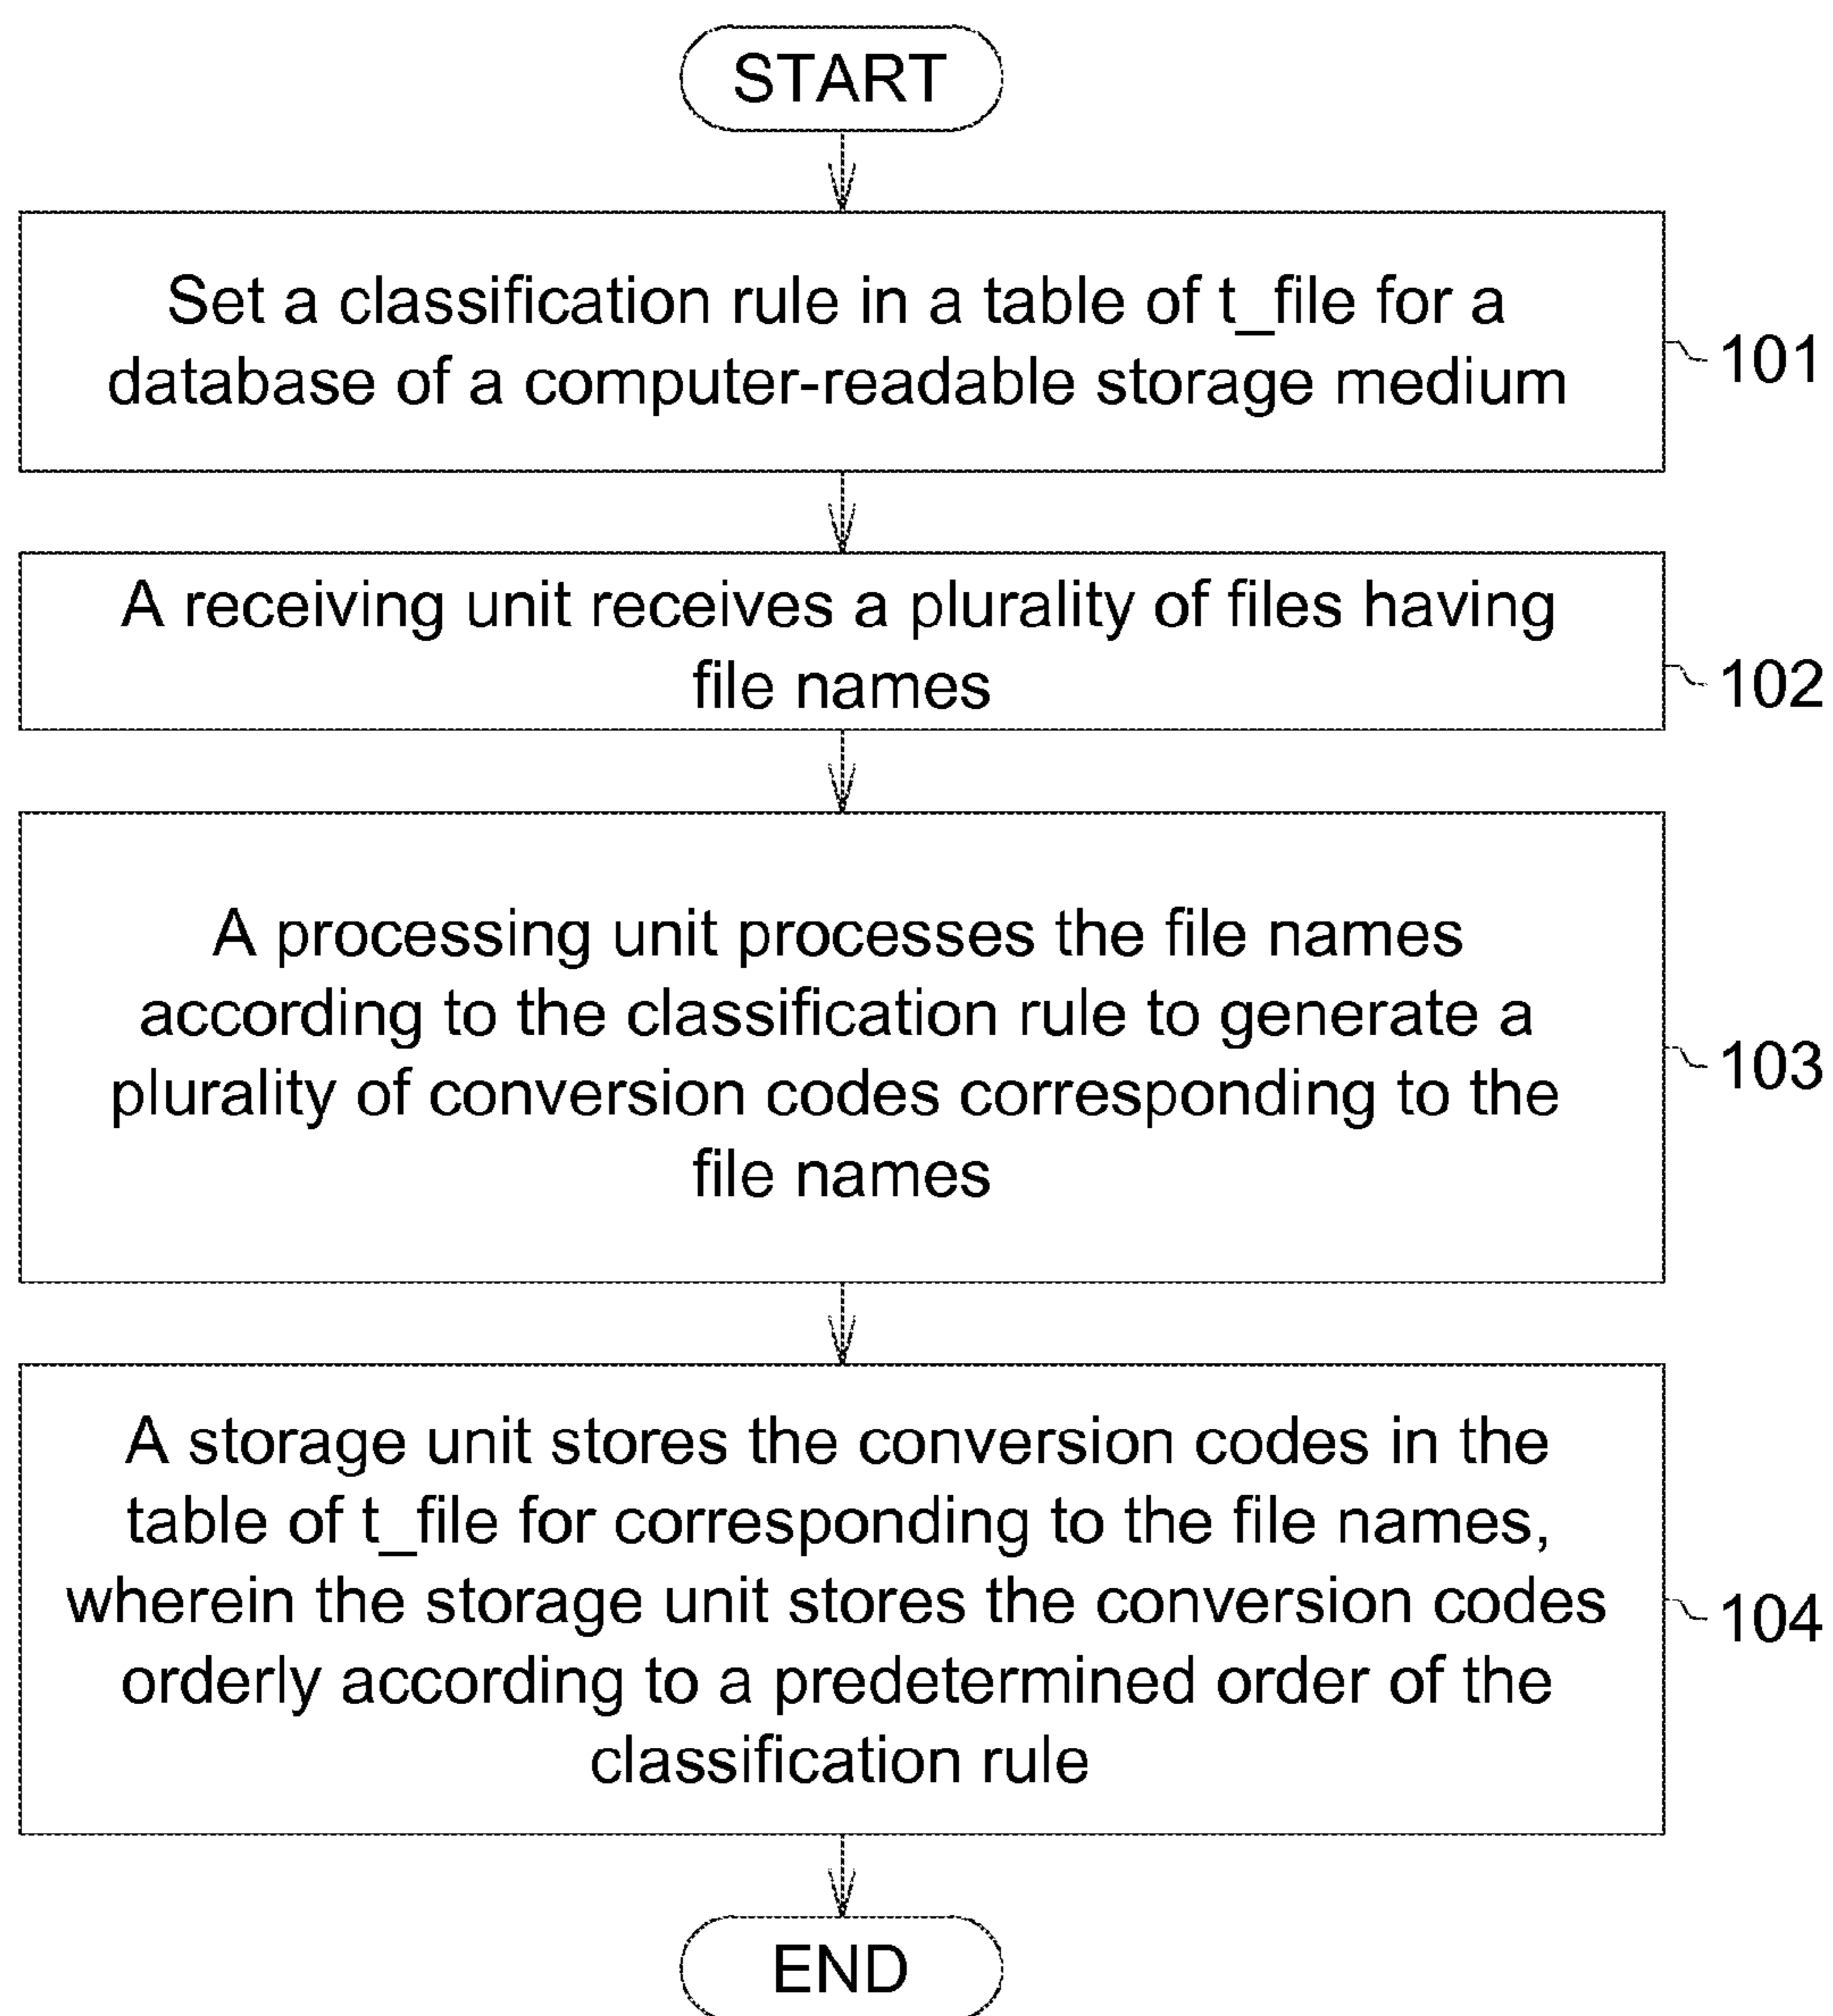 START
Set a classification rule in a table of t_file for a
database of a computer-readable storage medium
101
A receiving unit receives a plurality of files having
file names
102
A processing unit processes the file names
according to the classification rule to generate a
plurality of conversion codes corresponding to the
file names
103
A storage unit stores the conversion codes in the
table of t_file for corresponding to the file names,
wherein the storage unit stores the conversion codes
orderly according to a predetermined order of the
classification rule
104
END